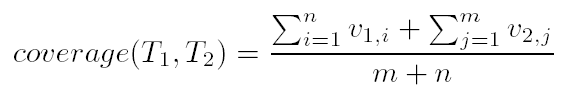 coverage(T_1, T_2) = \frac{\sum_{i=1}^{n} v_{1,i} + \sum_{j=1}^{m} v_{2,j}}{m + n}